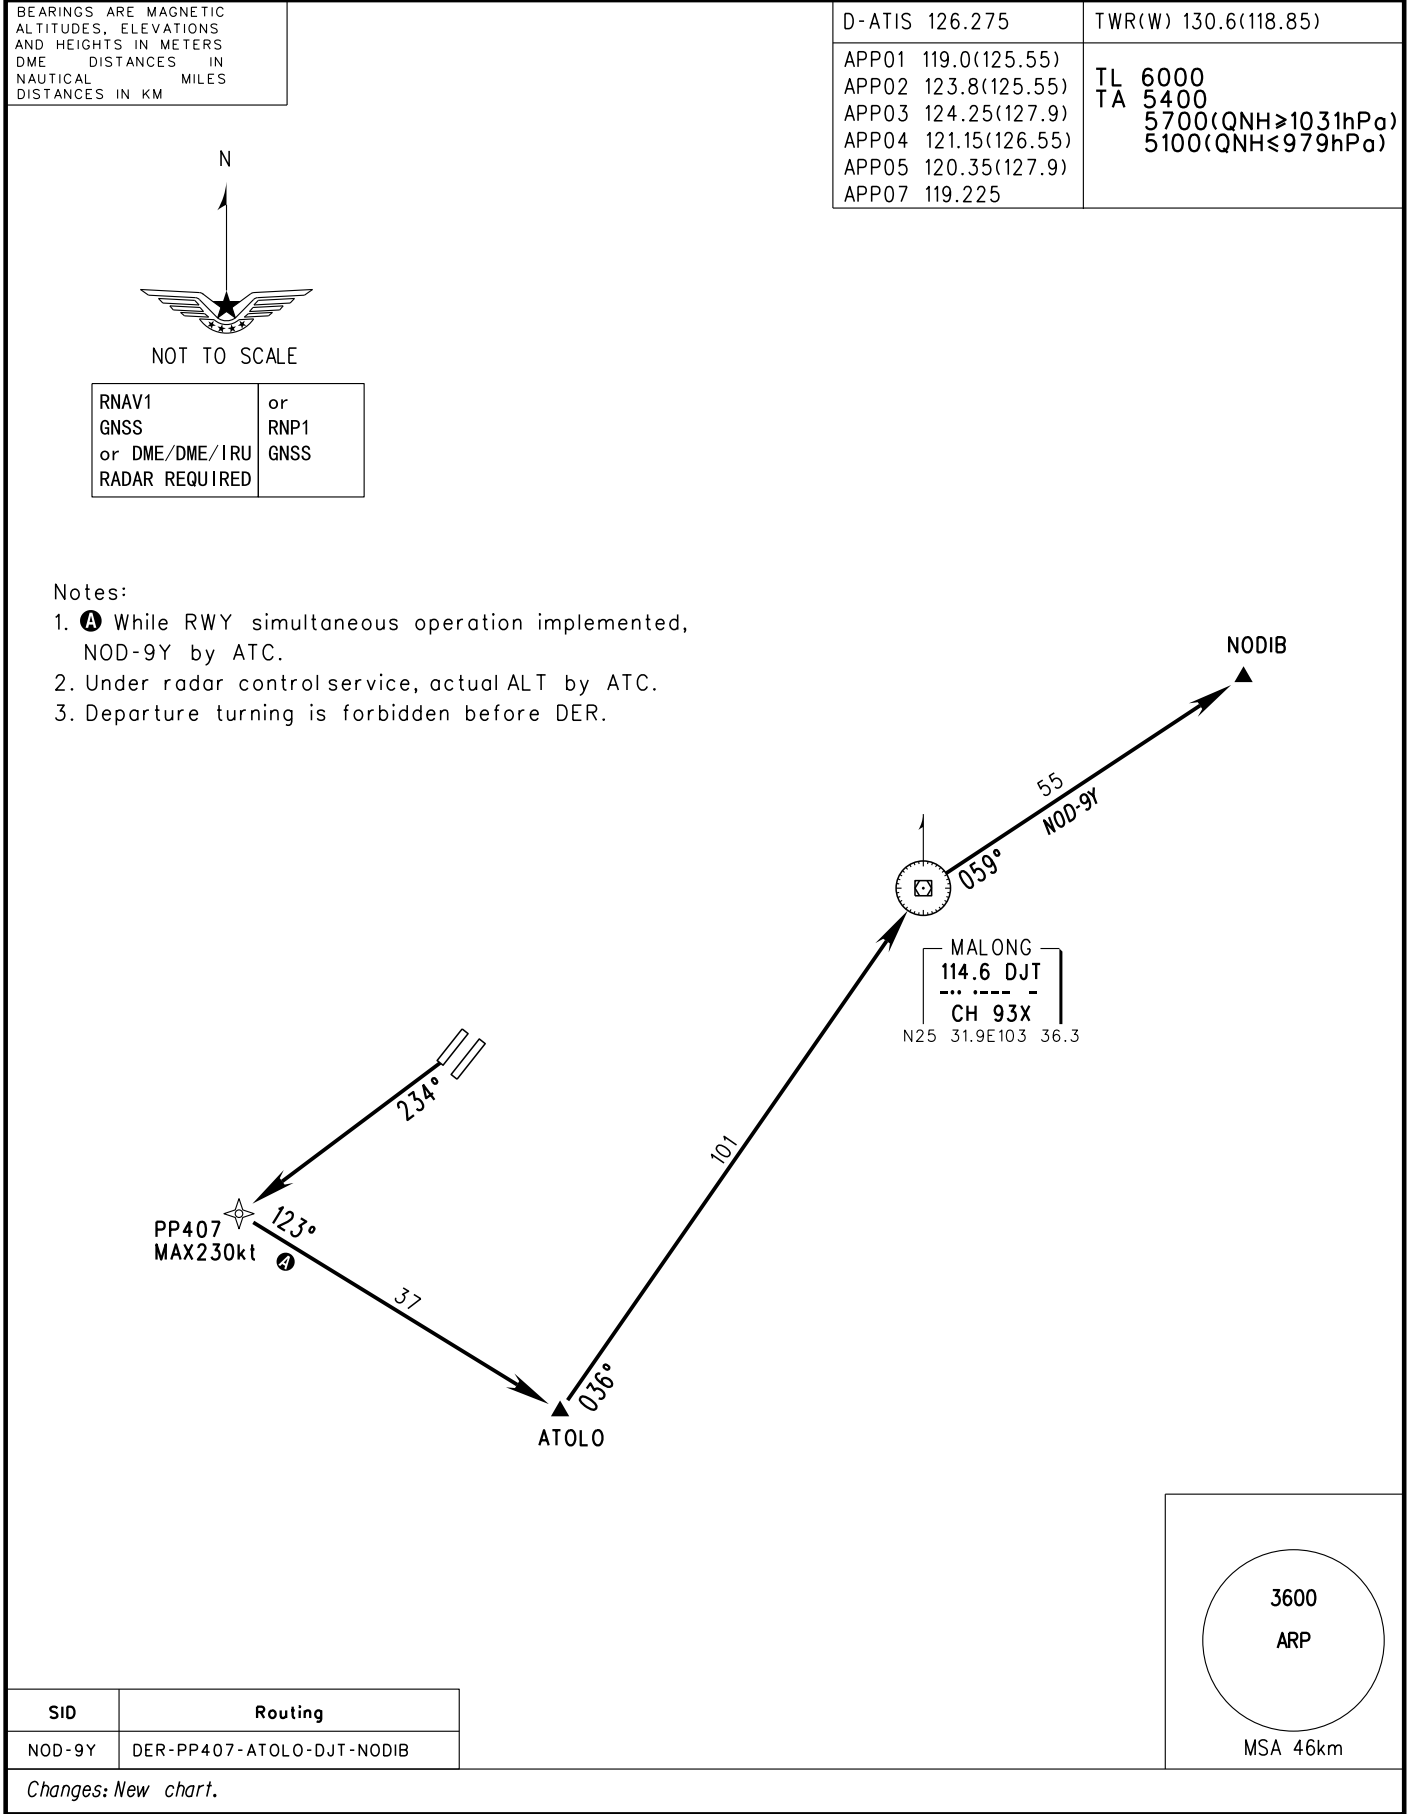 BEARINGS ARE MAGNETIC
ALTITUDES, ELEVATIONS
AND HEIGHTS IN METERS
DME DISTANCES IN
NAUTICAL MILES
DISTANCES IN KM
D-ATIS 126.275
TWR(W) 130.6(118.85)
APP01 119.0(125.55)
APP02 123.8(125.55)
APP03 124.25(127.9)
APP04 121.15(126.55)
APP05 120.35(127.9)
APP07 119.225
TL 6000
TA 5400
5700(QNH≥1031hPa)
5100(QNH≤979hPa)
N
NOT TO SCALE
RNAV1
GNSS
or DME/DME/IRU
RADAR REQUIRED
or
RNP1
GNSS
Notes:
1. A While RWY simultaneous operation implemented,
NOD-9Y by ATC.
2. Under radar control service, actual ALT by ATC.
3. Departure turning is forbidden before DER.
NODIB
55
NOD-9Y
059°
MALONG
114.6 DJT
CH 93X
N25 31.9E103 36.3
234°
101
PP407
MAX230kt
123°
A
37
036°
ATOLO
3600
ARP
MSA 46km
SID Routing
NOD-9Y DER-PP407-ATOLO-DJT-NODIB
Changes: New chart.